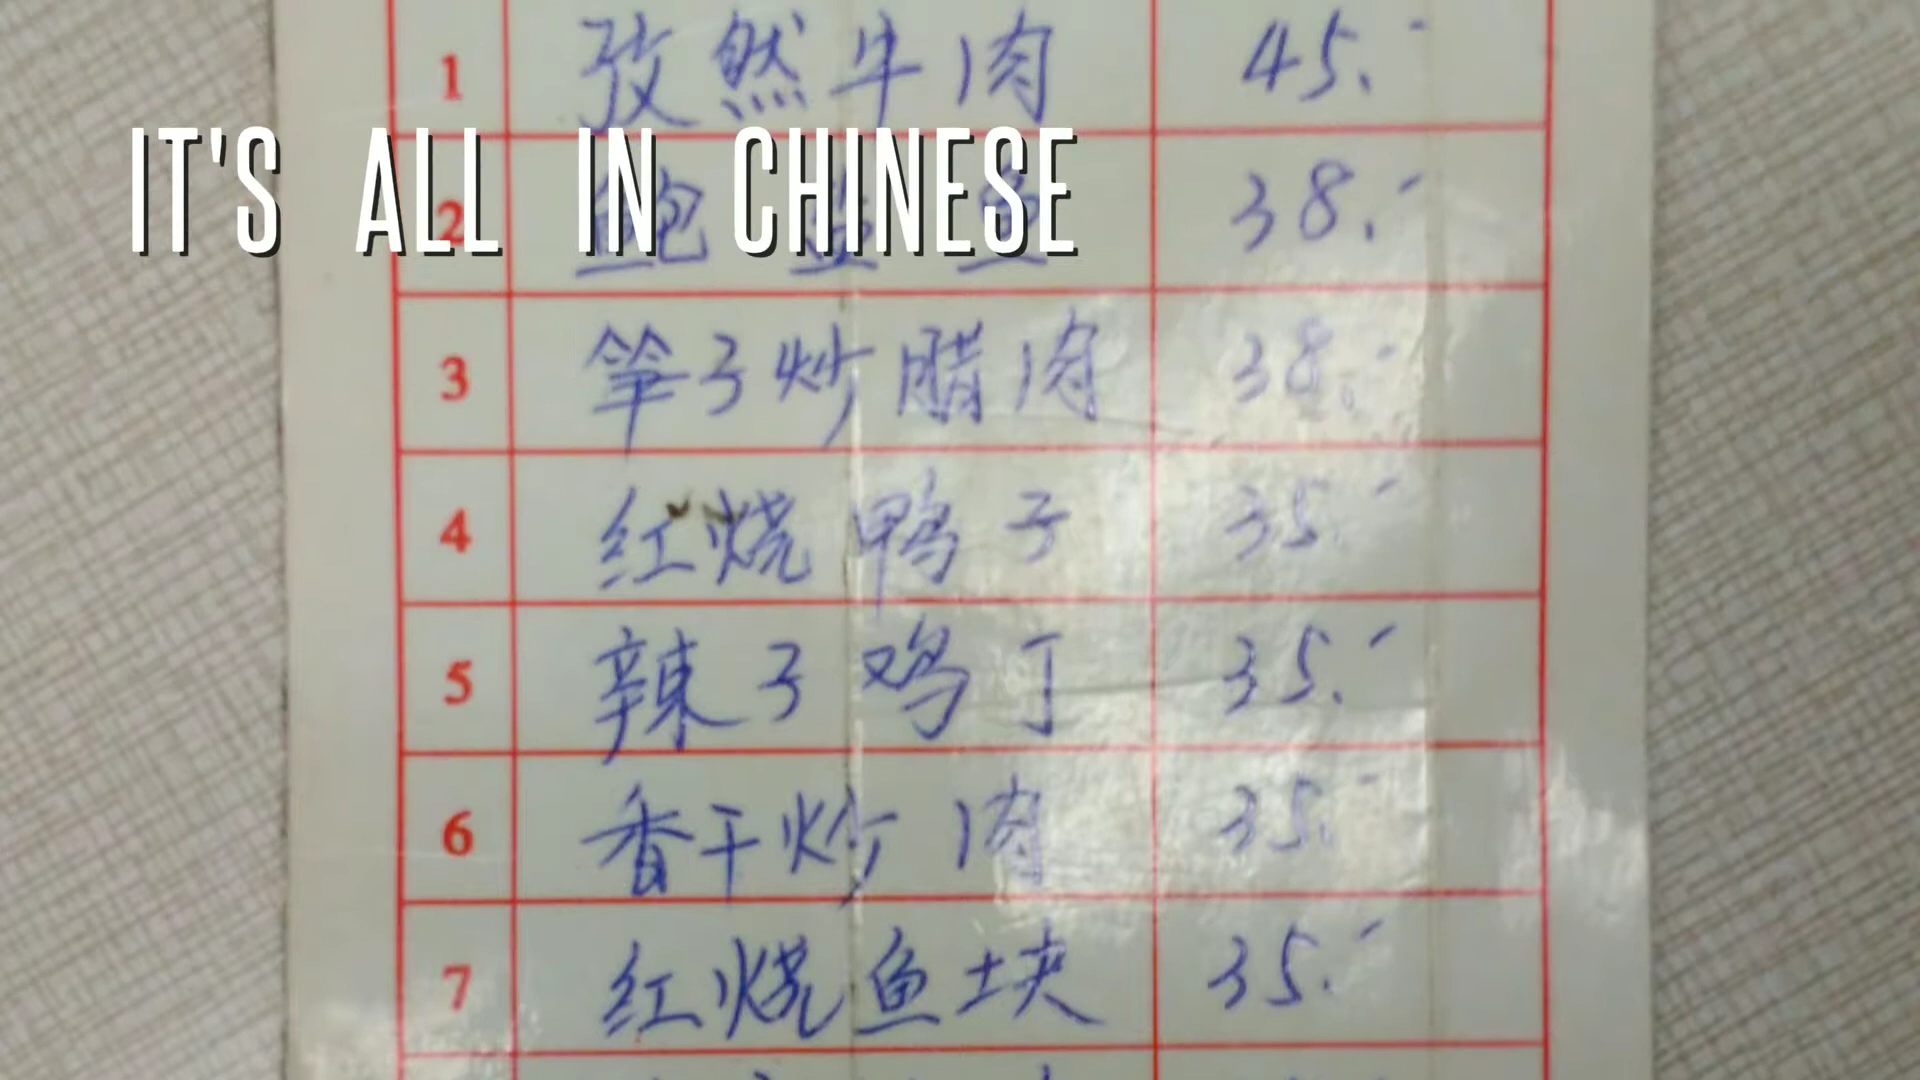 1 孜然牛肉 45.-
IT'S ALL IN CHINESE
2 鱼 38.-
3 笋子炒腊肉 38.-
4 红烧鸭子 35.-
5 辣子鸡丁 35.-
6 香干炒肉 35.-
7 红烧鱼块 35.-